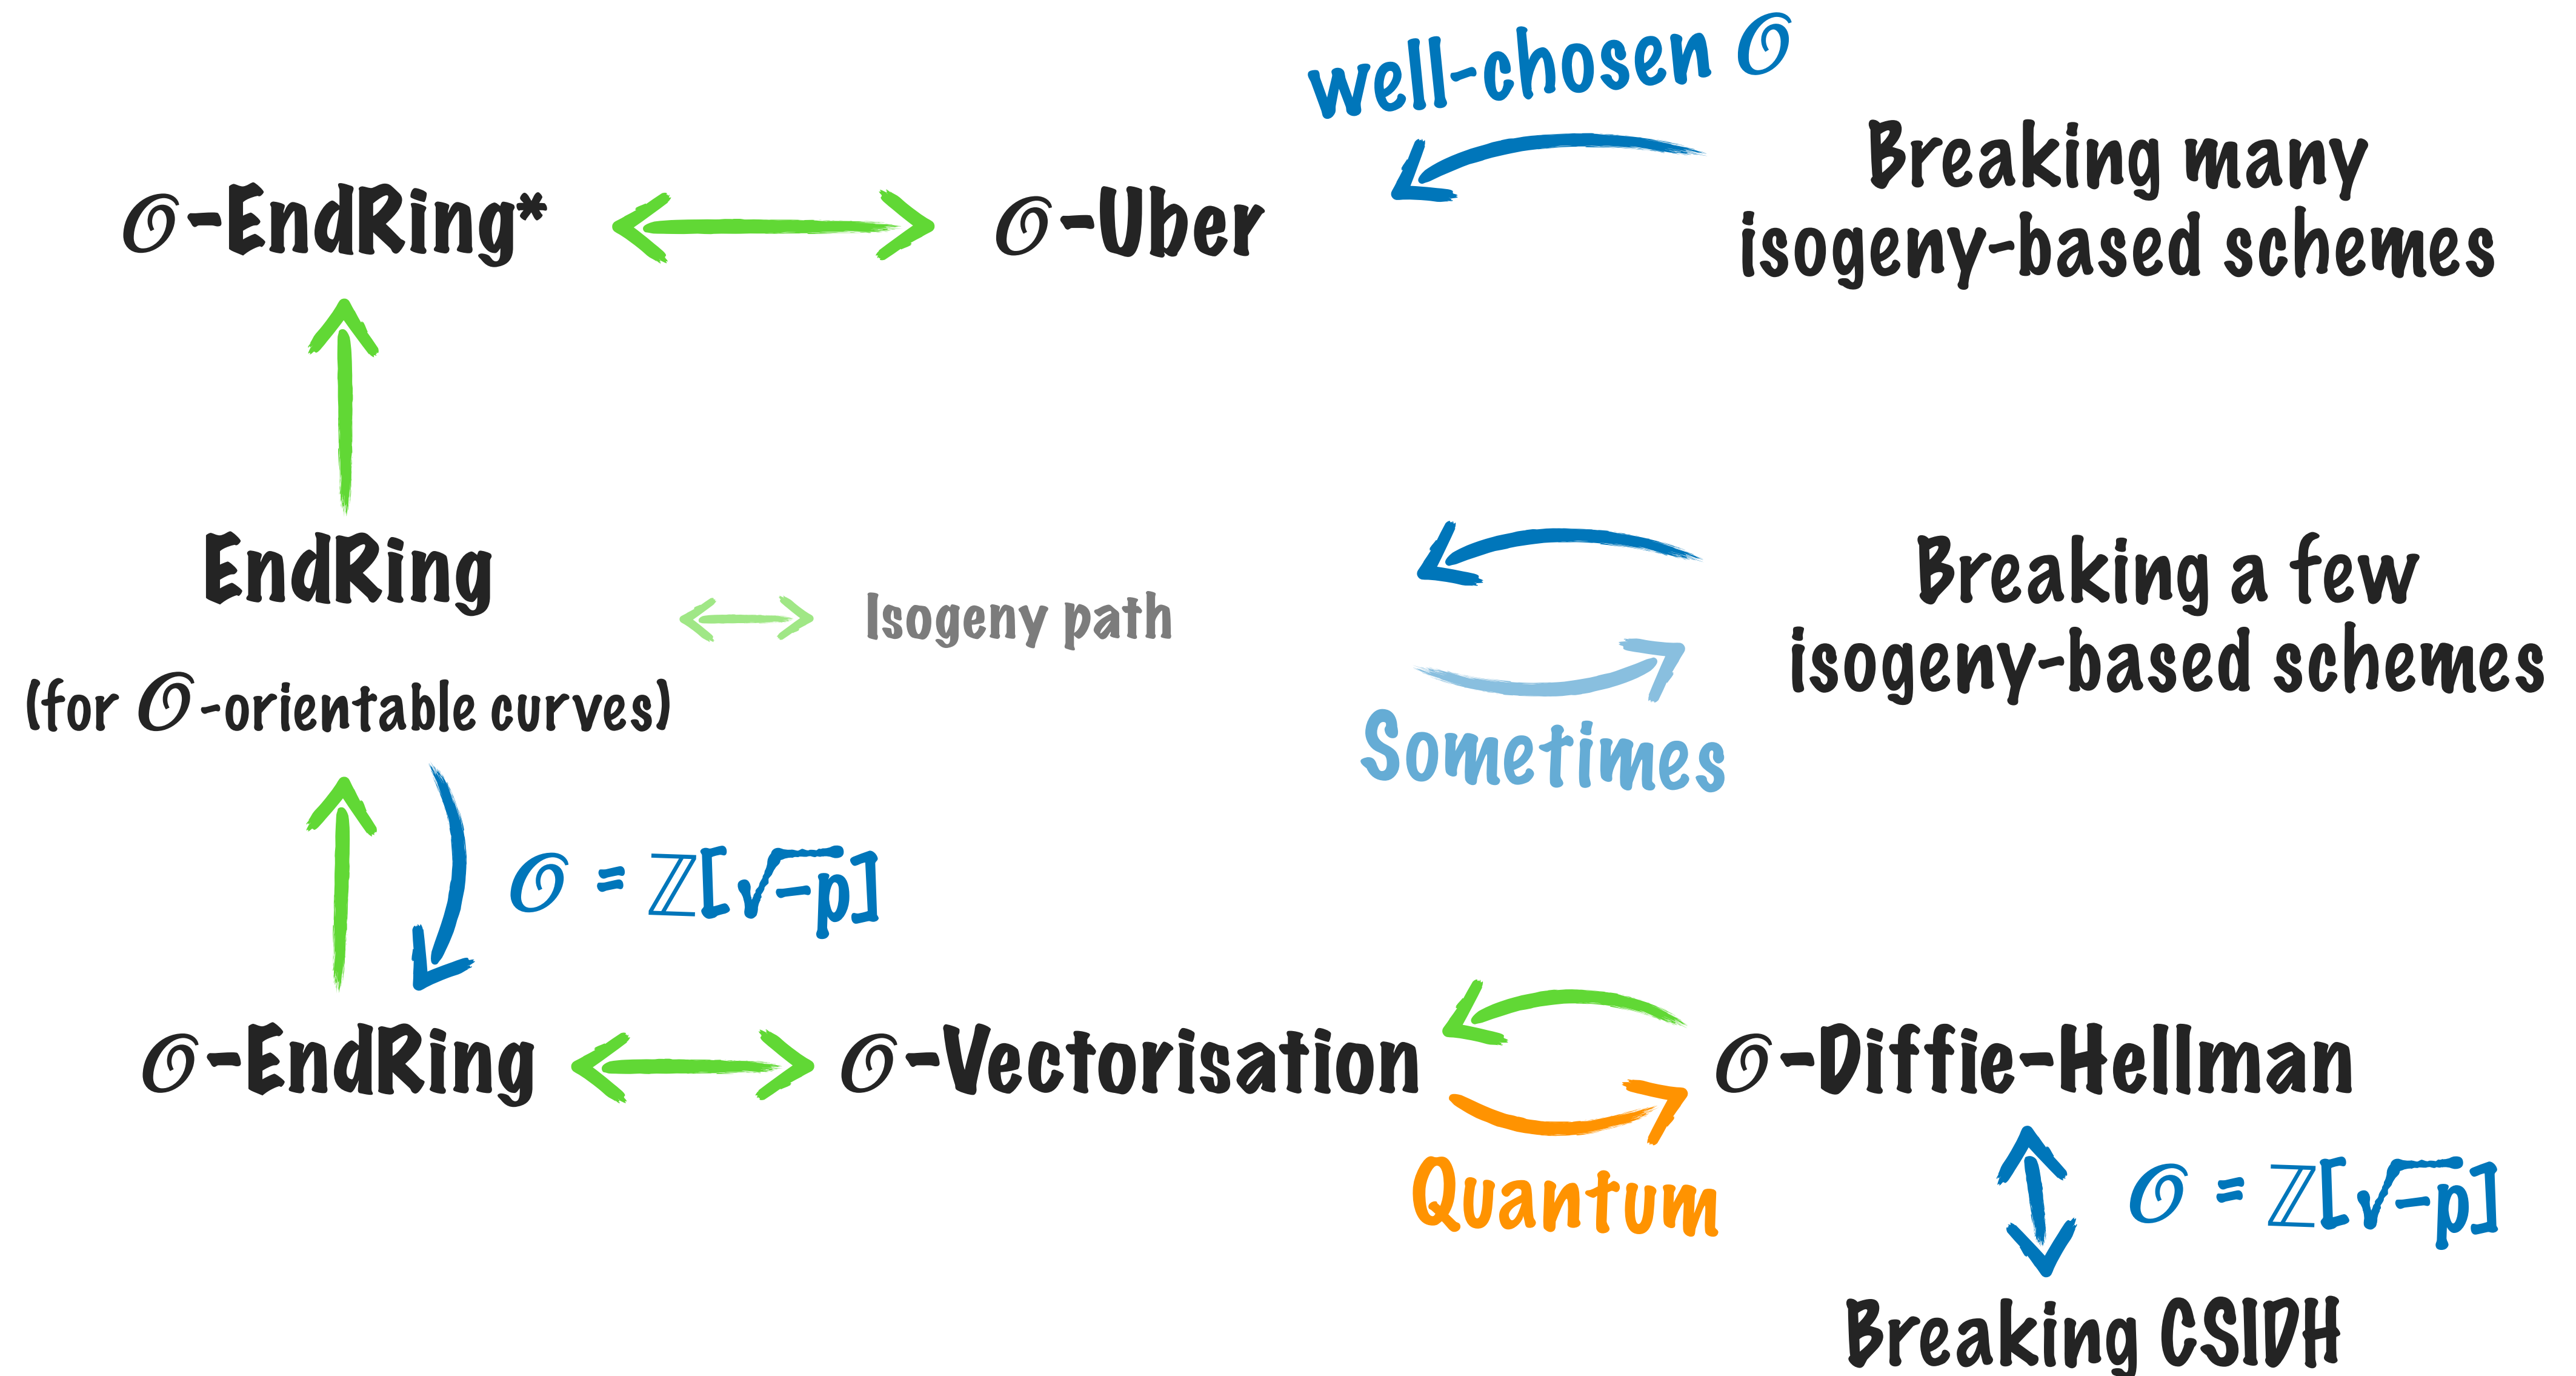 well-chosen 𝒪
𝒪-EndRing*
𝒪-Uber
Breaking many
isogeny-based schemes
EndRing
(for 𝒪-orientable curves)
Isogeny path
Breaking a few
isogeny-based schemes
Sometimes
𝒪 = ℤ[√-p]
𝒪-EndRing
𝒪-Vectorisation
𝒪-Diffie-Hellman
Quantum
𝒪 = ℤ[√-p]
Breaking CSIDH